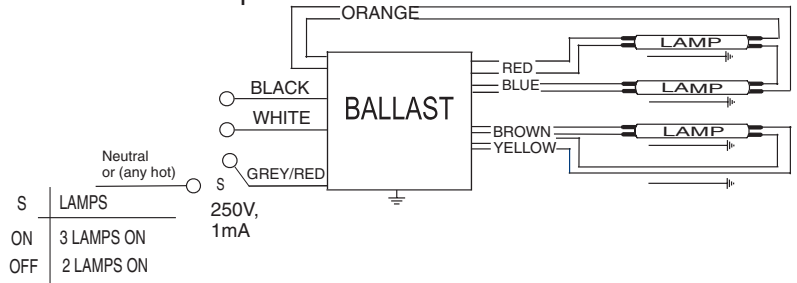 ORANGE
LAMP
RED
BLUE
LAMP
BLACK
BALLAST
WHITE
BROWN
LAMP
YELLOW
Neutral
or (any hot)
S
GREY/RED
250V,
1mA
S LAMPS
ON 3 LAMPS ON
OFF 2 LAMPS ON